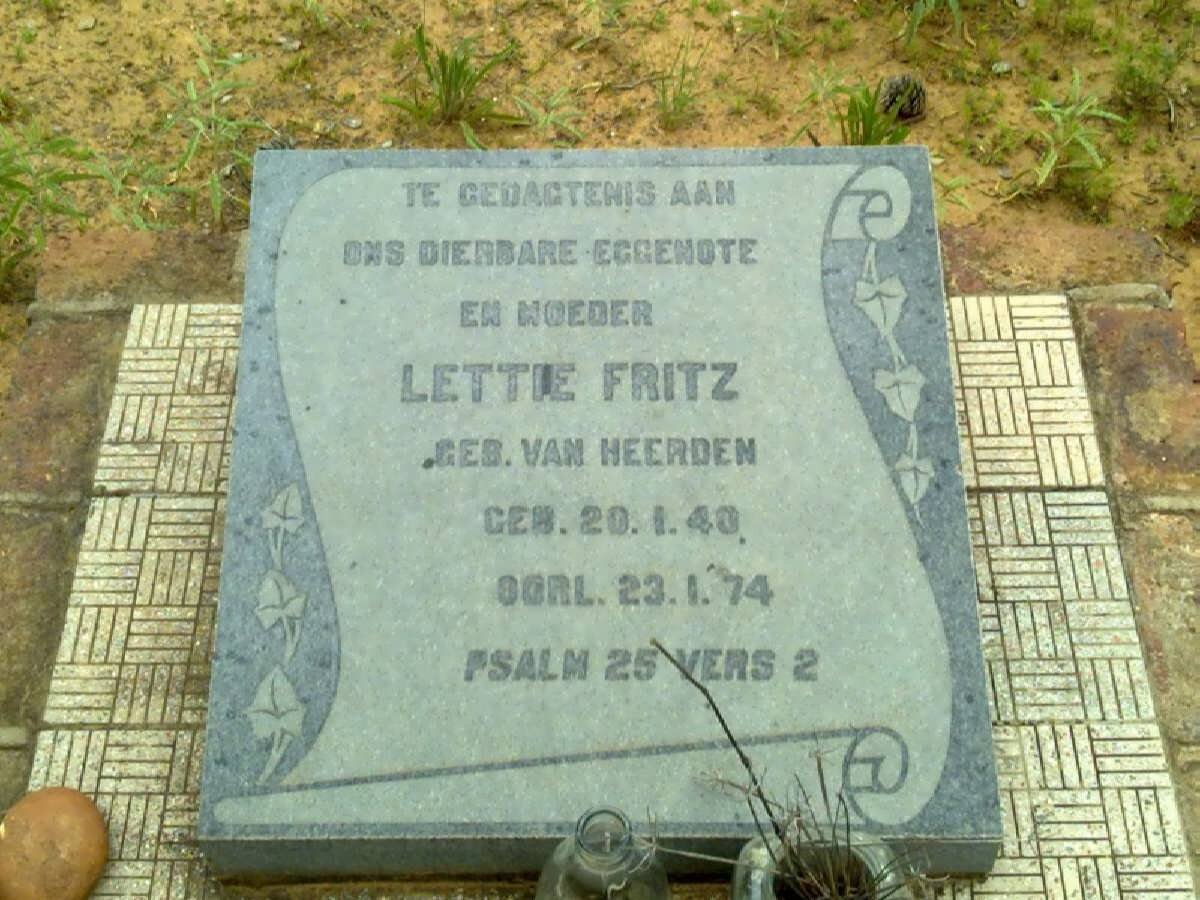 TE GEDAGTENIS AAN
ONS DIERBARE EGGENOTE
EN MOEDER
LETTIE FRITZ
GEB. VAN HEERDEN
GEB. 20.1.40
OORL. 23.1.74
PSALM 25 VERS 2